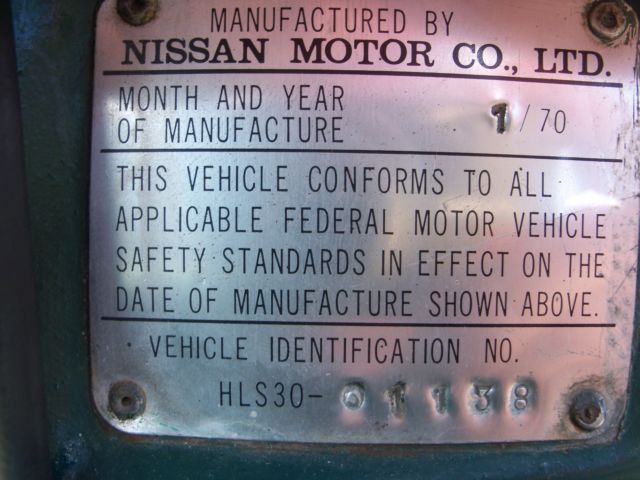 MANUFACTURED BY
NISSAN MOTOR CO., LTD.
MONTH AND YEAR
OF MANUFACTURE 1/70
THIS VEHICLE CONFORMS TO ALL
APPLICABLE FEDERAL MOTOR VEHICLE
SAFETY STANDARDS IN EFFECT ON THE
DATE OF MANUFACTURE SHOWN ABOVE.
VEHICLE IDENTIFICATION NO.
HLS30-01138